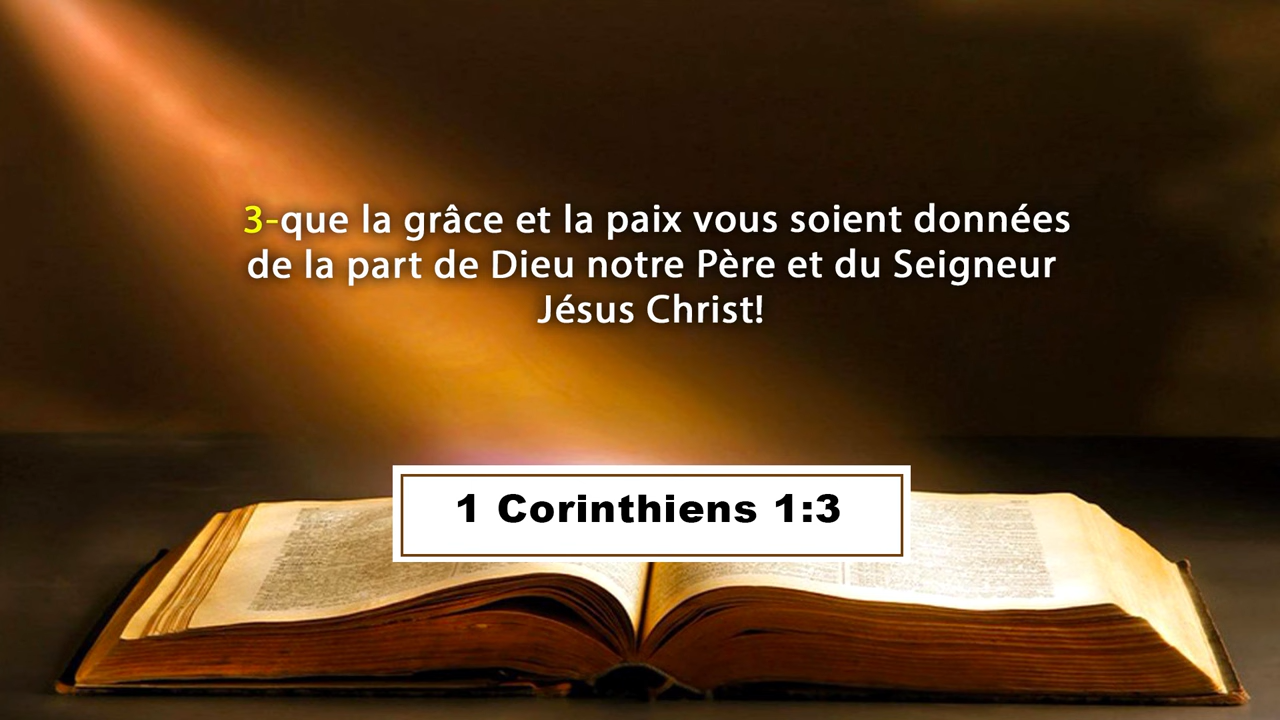 3-que la grâce et la paix vous soient données
de la part de Dieu notre Père et du Seigneur
Jésus Christ!
1 Corinthiens 1:3